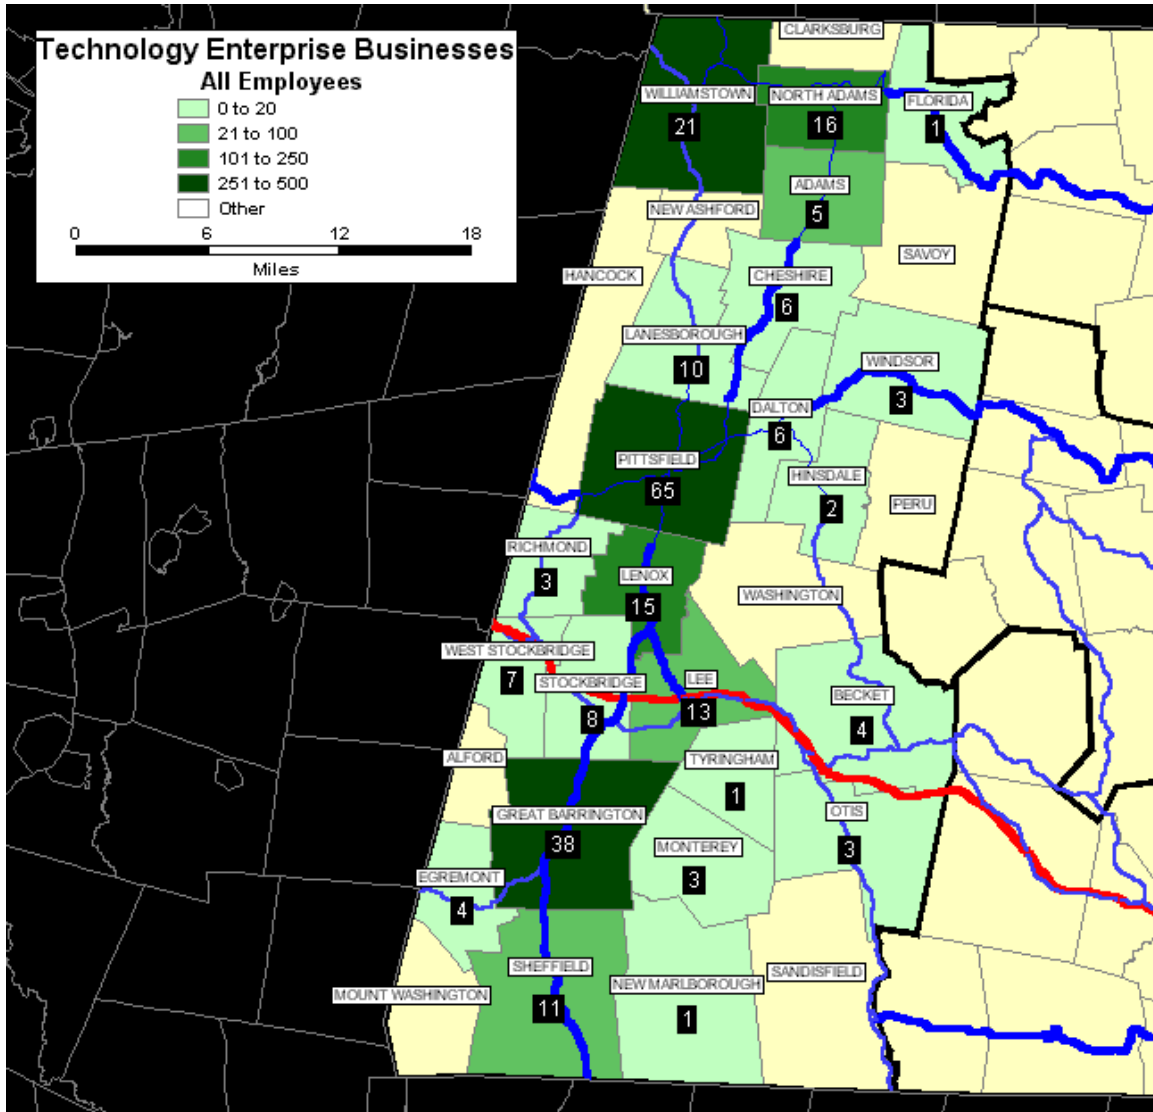 Technology Enterprise Businesses
All Employees
0 to 20
21 to 100
101 to 250
251 to 500
Other
0 6 12 18
Miles
CLARKSBURG
WILLIAMSTOWN
21
NORTH ADAMS
16
FLORIDA
1
ADAMS
5
NEW ASHFORD
SAVOY
HANCOCK
CHESHIRE
6
LANESBOROUGH
10
WINDSOR
3
DALTON
6
PITTSFIELD
65
HINSDALE
2
PERU
RICHMOND
3
LENOX
15
WASHINGTON
WEST STOCKBRIDGE
7
STOCKBRIDGE
8
LEE
13
BECKET
4
ALFORD
TYRINGHAM
1
GREAT BARRINGTON
38
OTIS
3
MONTEREY
3
EGREMONT
4
SHEFFIELD
11
NEW MARLBOROUGH
1
SANDISFIELD
MOUNT WASHINGTON